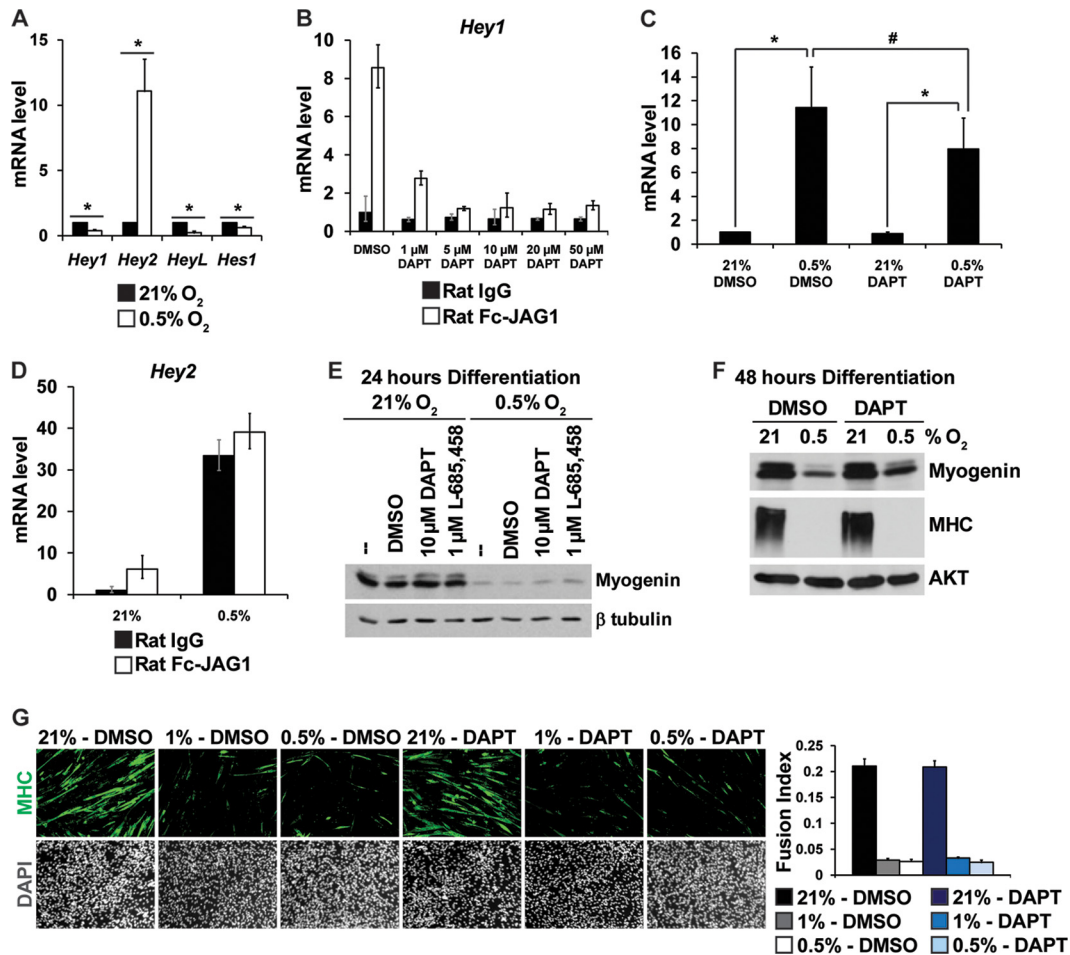 A
mRNA level
15
10
5
0
*
*
*
*
Hey1 Hey2 HeyL Hes1
21% O2
0.5% O2
B
Hey1
mRNA level
10
8
6
4
2
0
DMSO
1 µM DAPT
5 µM DAPT
10 µM DAPT
20 µM DAPT
50 µM DAPT
Rat IgG
Rat Fc-JAG1
C
mRNA level
16
14
12
10
8
6
4
2
0
*
#
*
21% DMSO
0.5% DMSO
21% DAPT
0.5% DAPT
D
Hey2
mRNA level
50
40
30
20
10
0
21% 0.5%
Rat IgG
Rat Fc-JAG1
E
24 hours Differentiation
21% O2 0.5% O2
--
DMSO
10 µM DAPT
1 µM L-685,458
--
DMSO
10 µM DAPT
1 µM L-685,458
Myogenin
β tubulin
F
48 hours Differentiation
DMSO DAPT
21 0.5 21 0.5 % O2
Myogenin
MHC
AKT
G
21% - DMSO 1% - DMSO 0.5% - DMSO 21% - DAPT 1% - DAPT 0.5% - DAPT
MHC
DAPI
Fusion Index
0.25
0.2
0.15
0.1
0.05
0
21% - DMSO 21% - DAPT
1% - DMSO 1% - DAPT
0.5% - DMSO 0.5% - DAPT